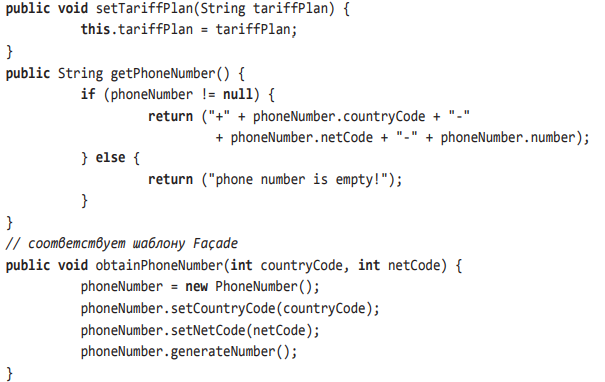 public void setTariffPlan(String tariffPlan) {
this.tariffPlan = tariffPlan;
}
public String getPhoneNumber() {
if (phoneNumber != null) {
return ("+" + phoneNumber.countryCode + "-"
+ phoneNumber.netCode + "-" + phoneNumber.number);
} else {
return ("phone number is empty!");
}
}
// соответствует шаблону Façade
public void obtainPhoneNumber(int countryCode, int netCode) {
phoneNumber = new PhoneNumber();
phoneNumber.setCountryCode(countryCode);
phoneNumber.setNetCode(netCode);
phoneNumber.generateNumber();
}